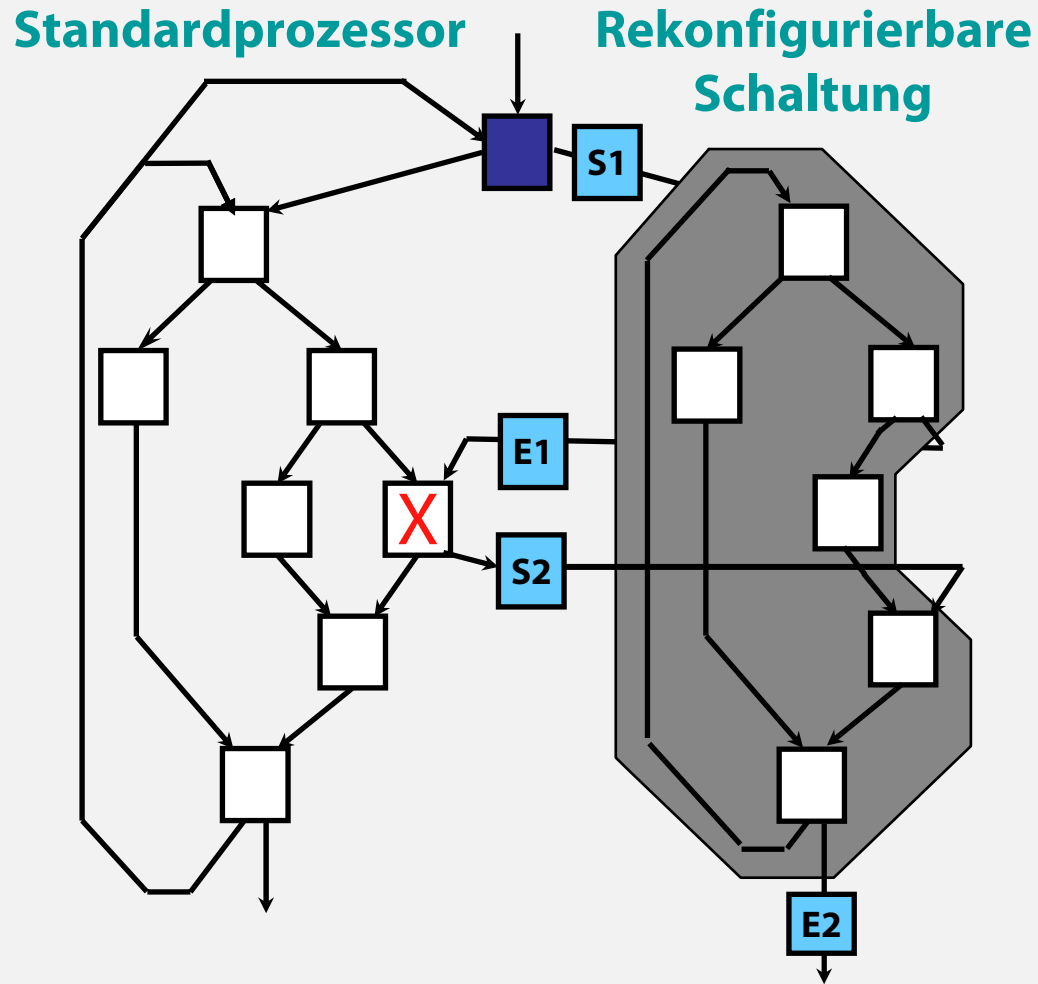 Standardprozessor
Rekonfigurierbare
Schaltung
S1
E1
X
S2
E2